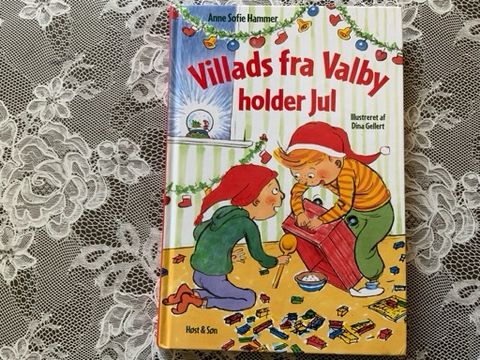 Anne Sofie Hammer
Villads fra Valby
holder Jul
Illustreret af
Dina Gellert
Høst & Søn